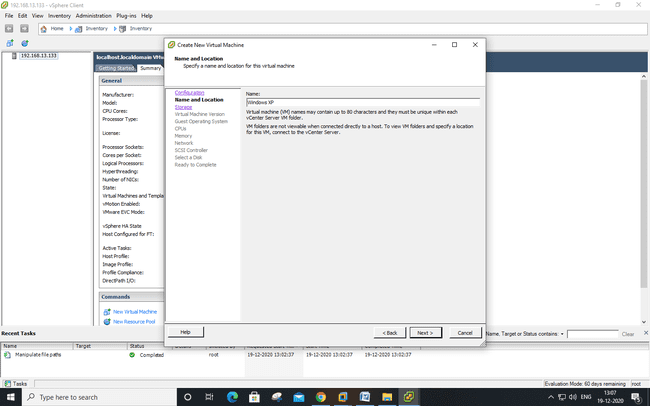 192.168.13.133 - vSphere Client
File Edit View Inventory Administration Plug-ins Help
Home Inventory Inventory
192.168.13.133
localhost.localdomain VMw
Getting Started Summary
General
Manufacturer:
Model:
CPU Cores:
Processor Type:
License:
Processor Sockets:
Cores per Socket:
Logical Processors:
Hyperthreading:
Number of NICs:
State:
Virtual Machines and Templa
vMotion Enabled:
VMware EVC Mode:
vSphere HA State
Host Configured for FT:
Active Tasks:
Host Profile:
Image Profile:
Profile Compliance:
DirectPath I/O:
Commands
New Virtual Machine
New Resource Pool
Create New Virtual Machine
Name and Location
Specify a name and location for this virtual machine
Configuration
Name and Location
Storage
Virtual Machine Version
Guest Operating System
CPUs
Memory
Network
SCSI Controller
Select a Disk
Ready to Complete
Name:
Windows XP
Virtual machine (VM) names may contain up to 80 characters and they must be unique within each
vCenter Server VM folder.
VM folders are not viewable when connected directly to a host. To view VM folders and specify a location
for this VM, connect to the vCenter Server.
Help < Back Next > Cancel
Recent Tasks
Name, Target or Status contains: Clear
Name Target Status
Manipulate file paths Completed root 19-12-2020 13:02:37 19-12-2020 13:02:37 19-12-2020 13:02:37
Tasks Evaluation Mode: 60 days remaining root
Type here to search
ENG
13:07
19-12-2020